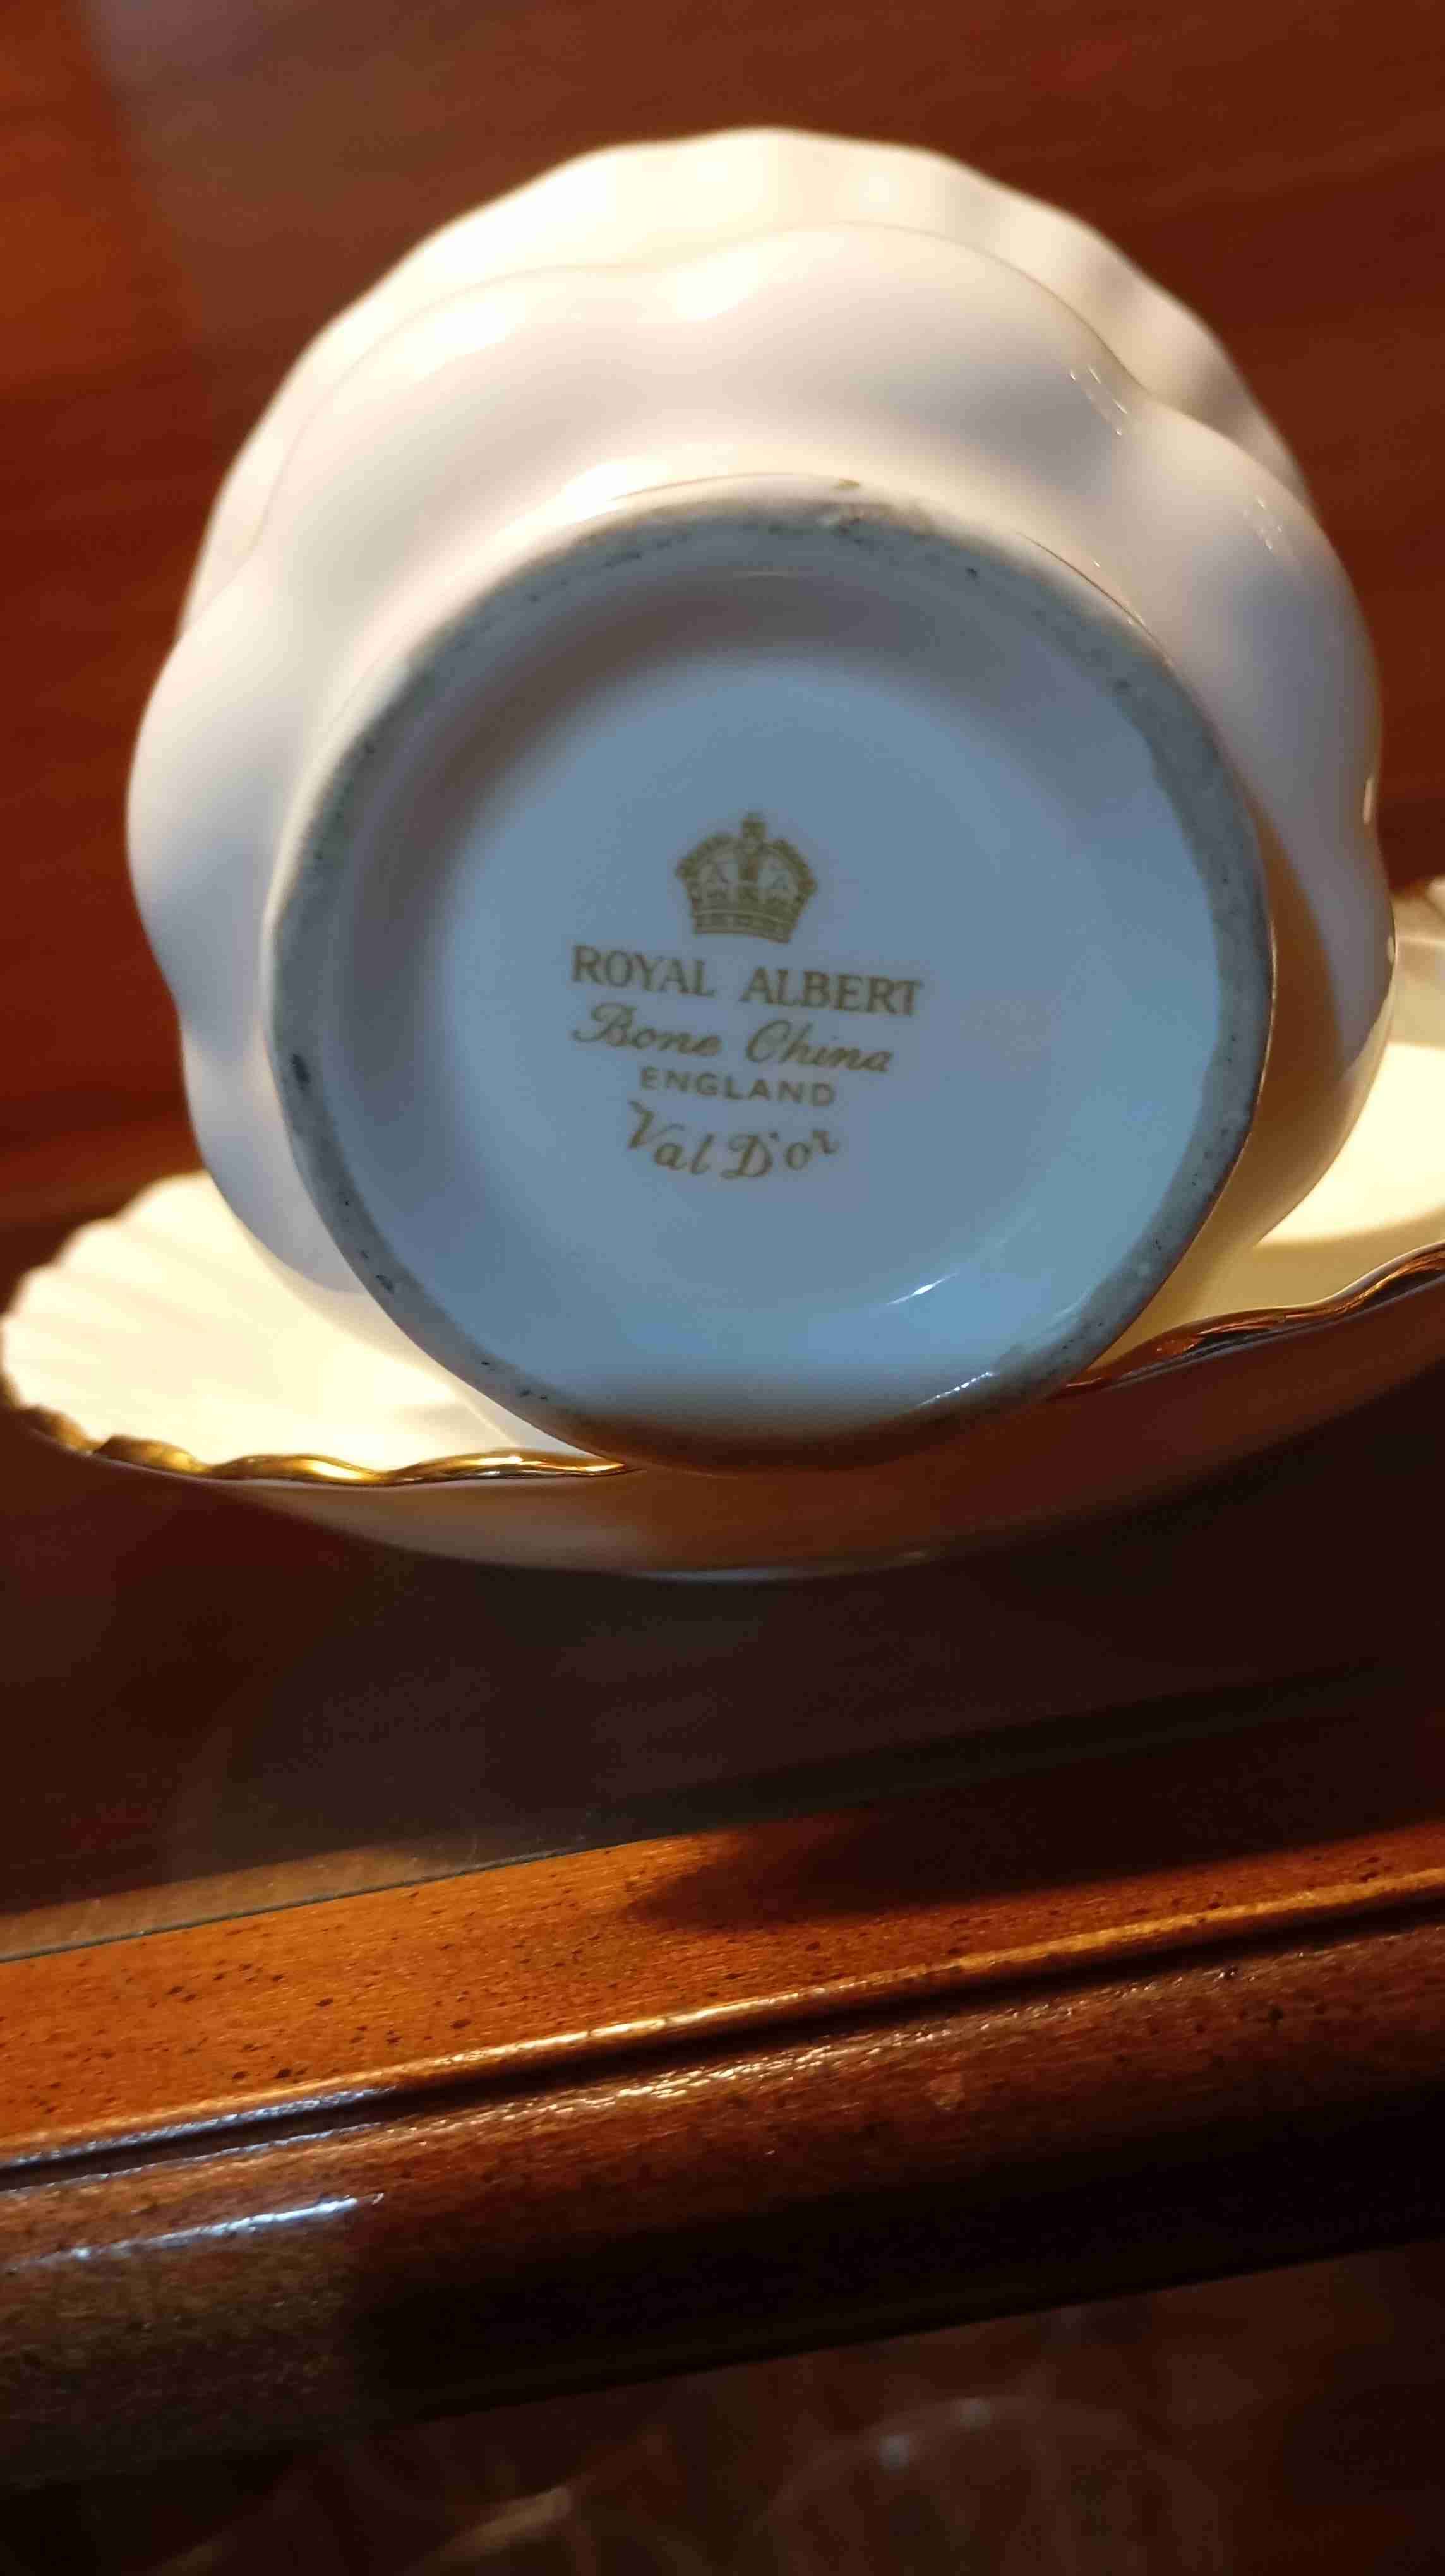 ROYAL ALBERT
Bone China
ENGLAND
Val D'or